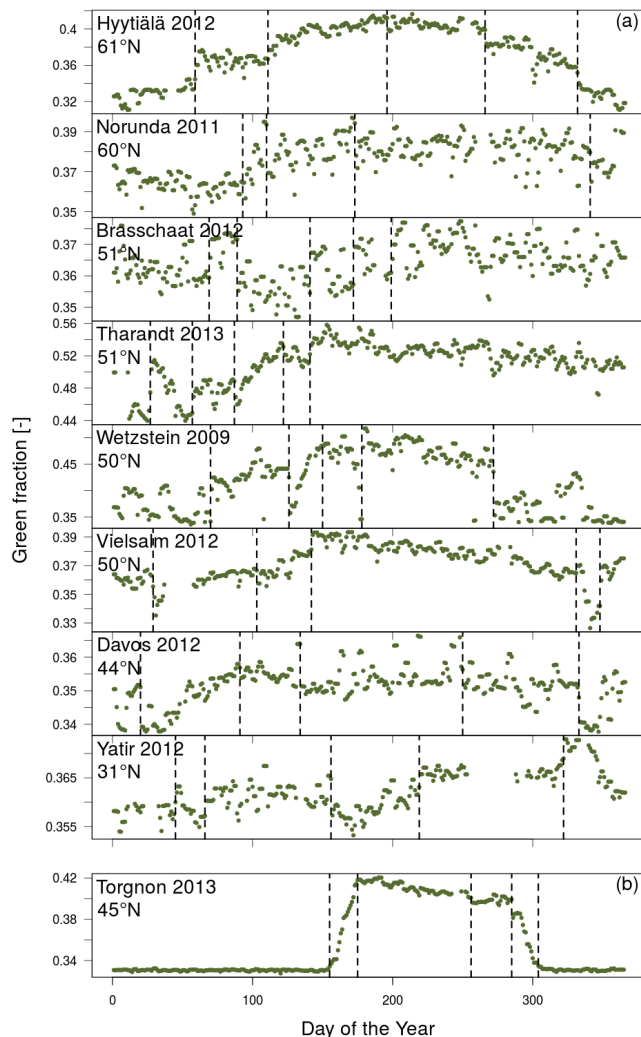 Hyytiälä 2012
(a)
61°N
0.4
0.36
0.32
Norunda 2011
60°N
0.39
0.37
0.35
Brasschaat 2012
51°N
0.37
0.36
0.35
Tharandt 2013
51°N
0.56
0.52
0.48
0.44
Wetzstein 2009
50°N
0.45
0.35
Vielsalm 2012
50°N
0.39
0.37
0.35
0.33
Davos 2012
44°N
0.36
0.35
0.34
Yatir 2012
31°N
0.365
0.355
Torgnon 2013
(b)
45°N
0.42
0.38
0.34
0 100 200 300
Day of the Year
Green fraction [-]